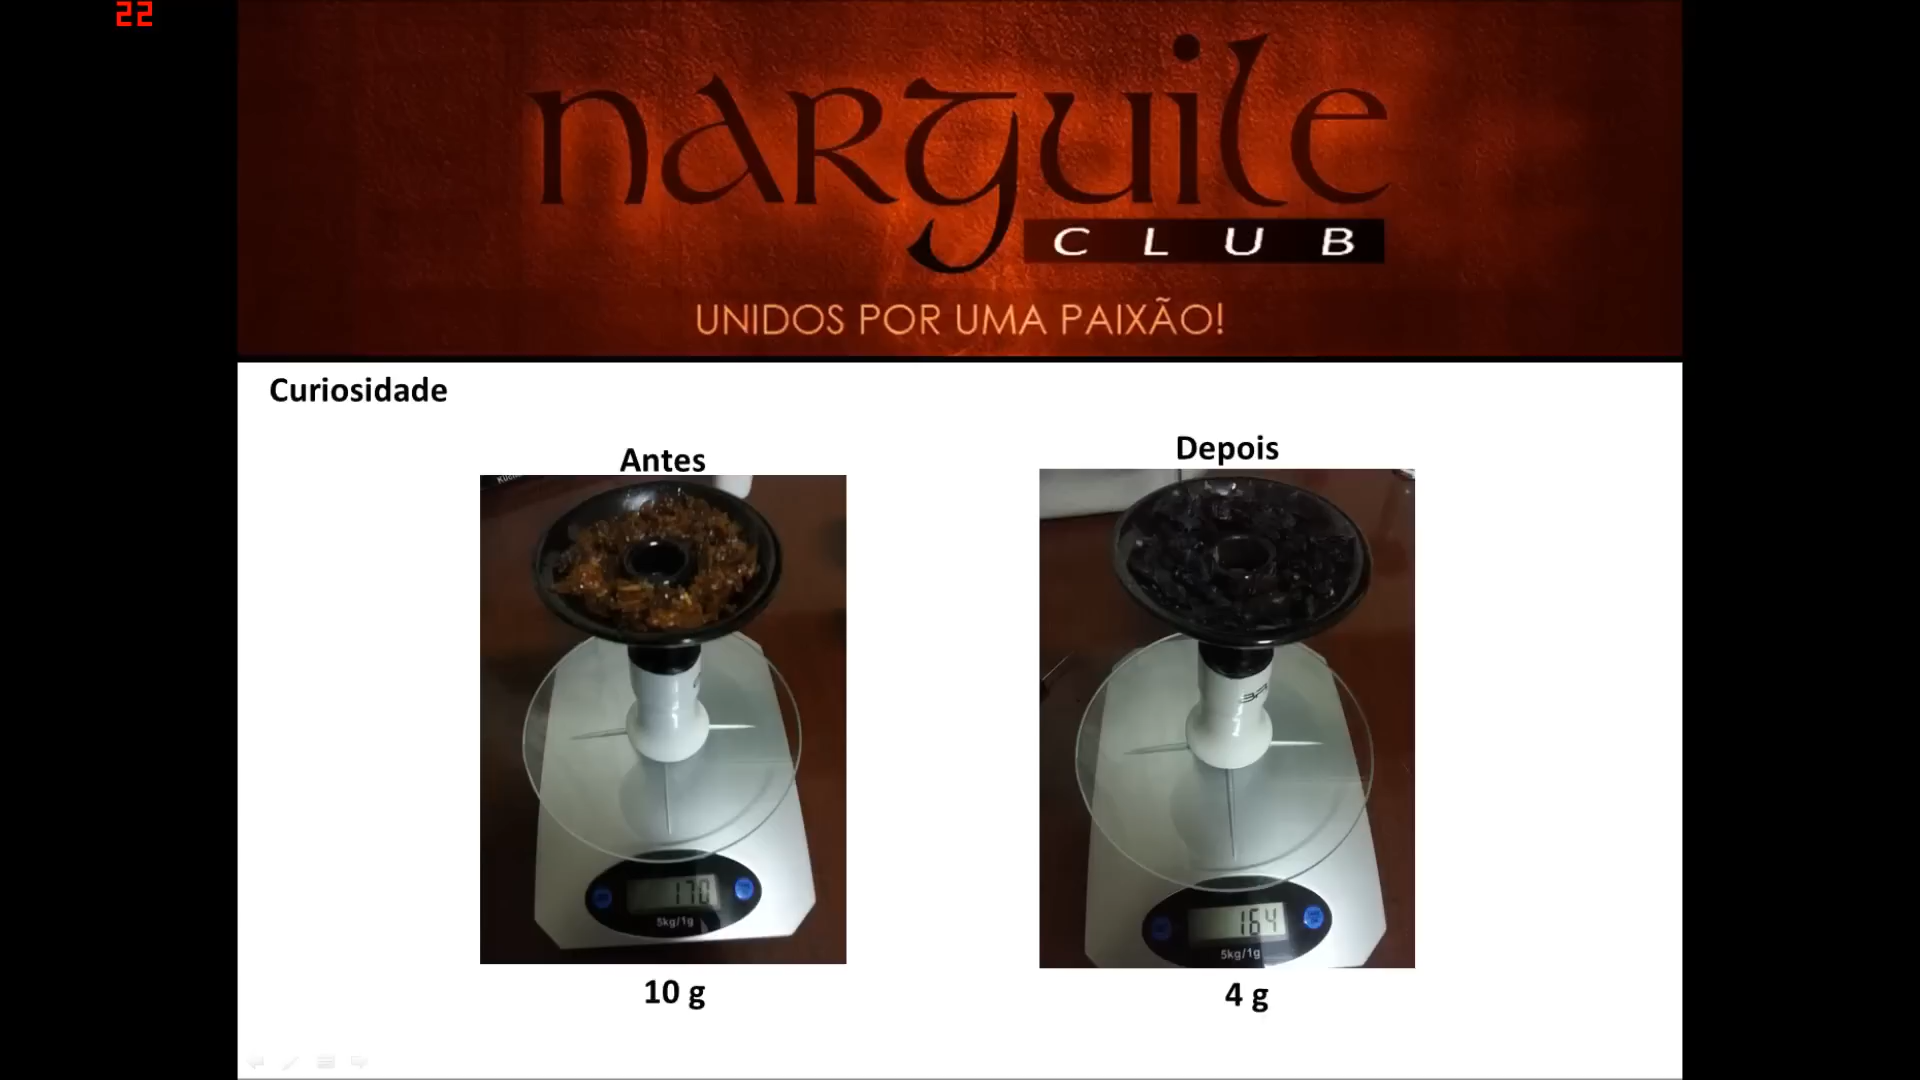 22
narguile
CLUB
UNIDOS POR UMA PAIXÃO!
Curiosidade
Antes
Depois
170
5kg/1g
164
5kg/1g
10 g
4 g